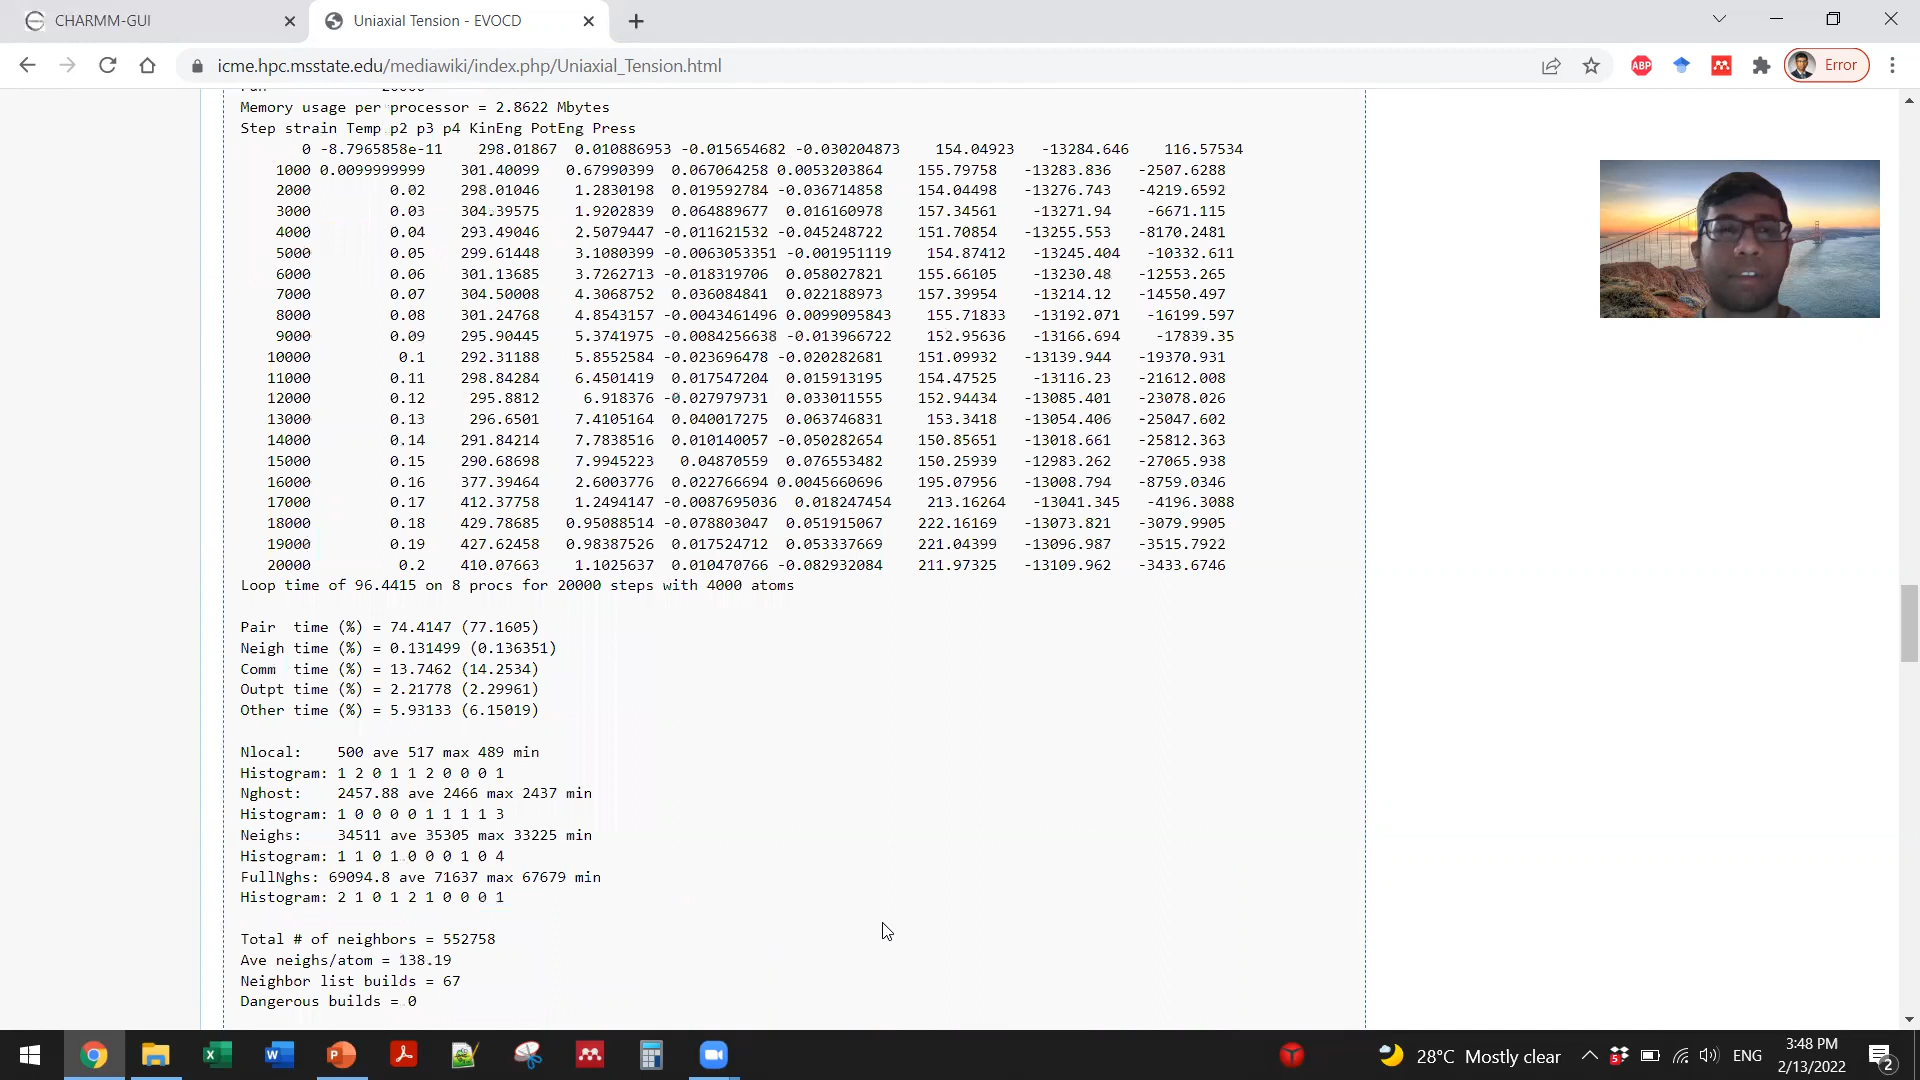 CHARMM-GUI
Uniaxial Tension - EVOCD
icme.hpc.msstate.edu/mediawiki/index.php/Uniaxial_Tension.html
ABP
Error
Memory usage per processor = 2.8622 Mbytes
Step strain Temp p2 p3 p4 KinEng PotEng Press
0 -8.7965858e-11 298.01867 0.010886953 -0.015654682 -0.030204873 154.04923 -13284.646 116.57534
1000 0.0099999999 301.40099 0.67990399 0.067064258 0.0053203864 155.79758 -13283.836 -2507.6288
2000 0.02 298.01046 1.2830198 0.019592784 -0.036714858 154.04498 -13276.743 -4219.6592
3000 0.03 304.39575 1.9202839 0.064889677 0.016160978 157.34561 -13271.94 -6671.115
4000 0.04 293.49046 2.5079447 -0.011621532 -0.045248722 151.70854 -13255.553 -8170.2481
5000 0.05 299.61448 3.1080399 -0.0063053351 -0.001951119 154.87412 -13245.404 -10332.611
6000 0.06 301.13685 3.7262713 -0.018319706 0.058027821 155.66105 -13230.48 -12553.265
7000 0.07 304.50008 4.3068752 0.036084841 0.022188973 157.39954 -13214.12 -14550.497
8000 0.08 301.24768 4.8543157 -0.0043461496 0.0099095843 155.71833 -13192.071 -16199.597
9000 0.09 295.90445 5.3741975 -0.0084256638 -0.013966722 152.95636 -13166.694 -17839.35
10000 0.1 292.31188 5.8552584 -0.023696478 -0.020282681 151.09932 -13139.944 -19370.931
11000 0.11 298.84284 6.4501419 0.017547204 0.015913195 154.47525 -13116.23 -21612.008
12000 0.12 295.8812 6.918376 -0.027979731 0.033011555 152.94434 -13085.401 -23078.026
13000 0.13 296.6501 7.4105164 0.040017275 0.063746831 153.3418 -13054.406 -25047.602
14000 0.14 291.84214 7.7838516 0.010140057 -0.050282654 150.85651 -13018.661 -25812.363
15000 0.15 290.68698 7.9945223 0.04870559 0.076553482 150.25939 -12983.262 -27065.938
16000 0.16 377.39464 2.6003776 0.022766694 0.0045660696 195.07956 -13008.794 -8759.0346
17000 0.17 412.37758 1.2494147 -0.0087695036 0.018247454 213.16264 -13041.345 -4196.3088
18000 0.18 429.78685 0.95088514 -0.078803047 0.051915067 222.16169 -13073.821 -3079.9905
19000 0.19 427.62458 0.98387526 0.017524712 0.053337669 221.04399 -13096.987 -3515.7922
20000 0.2 410.07663 1.1025637 0.010470766 -0.082932084 211.97325 -13109.962 -3433.6746
Loop time of 96.4415 on 8 procs for 20000 steps with 4000 atoms
Pair time (%) = 74.4147 (77.1605)
Neigh time (%) = 0.131499 (0.136351)
Comm time (%) = 13.7462 (14.2534)
Outpt time (%) = 2.21778 (2.29961)
Other time (%) = 5.93133 (6.15019)
Nlocal: 500 ave 517 max 489 min
Histogram: 1 2 0 1 1 2 0 0 0 1
Nghost: 2457.88 ave 2466 max 2437 min
Histogram: 1 0 0 0 0 1 1 1 1 3
Neighs: 34511 ave 35305 max 33225 min
Histogram: 1 1 0 1 0 0 0 1 0 4
FullNghs: 69094.8 ave 71637 max 67679 min
Histogram: 2 1 0 1 2 1 0 0 0 1
Total # of neighbors = 552758
Ave neighs/atom = 138.19
Neighbor list builds = 67
Dangerous builds = 0
28°C Mostly clear
ENG
3:48 PM
2/13/2022
2